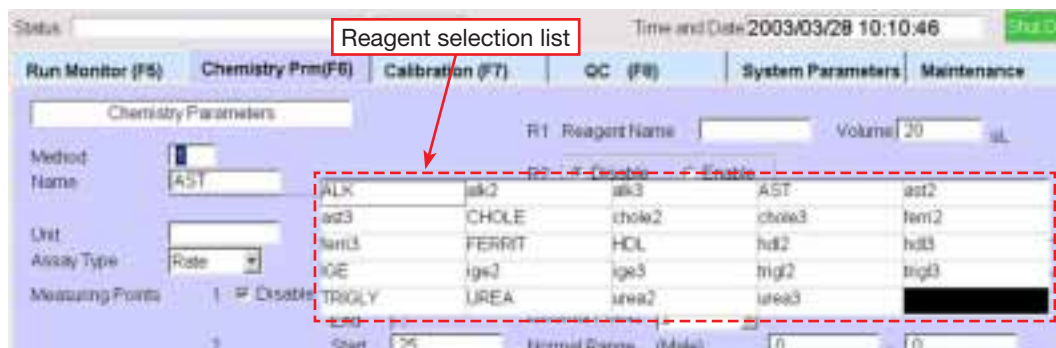 Status Time and Date 2003/03/28 10:10:46
Reagent selection list
Run Monitor (F5) Chemistry Prm(F6) Calibration (F7) QC (F8) System Parameters Maintenance
Chemistry Parameters
R1 Reagent Name Volume 20 uL
Method
Name AST
Disable Enable
ALK alk2 alk3 AST ast2
ast3 CHOLE chole2 chole3 ferri2
ferri3 FERRIT HDL hdl2 hdl3
IGE ige2 ige3 trigl2 trigl3
TRIGLY UREA urea2 urea3
Unit
Assay Type Rate
Measuring Points 1 Disable
2 Start 25 Normal Range (Male) 0 0